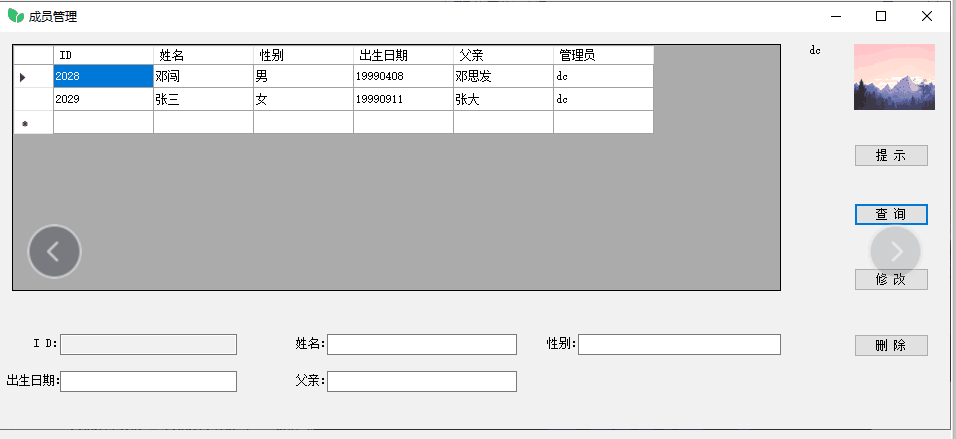 成员管理
ID 姓名 性别 出生日期 父亲 管理员
2028 邓闯 男 19990408 邓思发 dc
2029 张三 女 19990911 张大 dc
*
dc
提 示
查 询
修 改
删 除
I D: 姓名: 性别:
出生日期: 父亲: